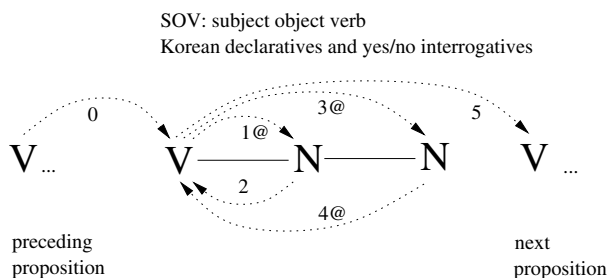 SOV: subject object verb
Korean declaratives and yes/no interrogatives
0
3@
5
1@
V ...
V
N
N
V ...
2
4@
preceding
proposition
next
proposition